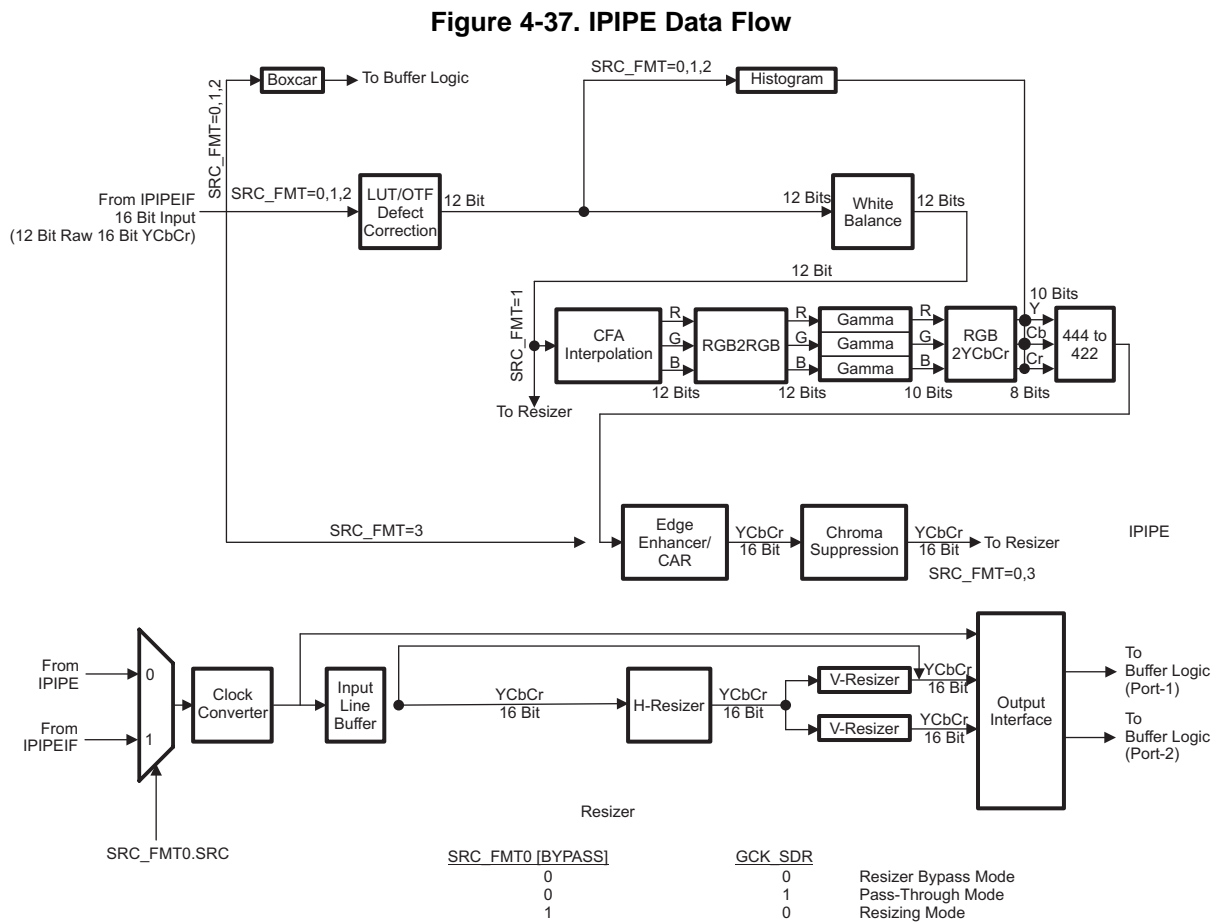 Figure 4-37. IPIPE Data Flow
SRC_FMT=0,1,2
Boxcar
To Buffer Logic
SRC_FMT=0,1,2
Histogram
From IPIPEIF
16 Bit Input
(12 Bit Raw 16 Bit YCbCr)
SRC_FMT=0,1,2
LUT/OTF
Defect
Correction
12 Bit
12 Bits
White
Balance
12 Bits
12 Bit
SRC_FMT=1
To Resizer
CFA
Interpolation
R
G
B
12 Bits
RGB2RGB
R
G
B
12 Bits
Gamma
Gamma
Gamma
R
G
B
10 Bits
RGB
2YCbCr
10 Bits
Y
Cb
Cr
8 Bits
444 to
422
SRC_FMT=3
Edge
Enhancer/
CAR
YCbCr
16 Bit
Chroma
Suppression
YCbCr
16 Bit
To Resizer
SRC_FMT=0,3
IPIPE
From
IPIPE
0
From
IPIPEIF
1
SRC_FMT0.SRC
Clock
Converter
Input
Line
Buffer
YCbCr
16 Bit
H-Resizer
YCbCr
16 Bit
V-Resizer
YCbCr
16 Bit
V-Resizer
YCbCr
16 Bit
Output
Interface
To
Buffer Logic
(Port-1)
To
Buffer Logic
(Port-2)
Resizer
SRC_FMT0 [BYPASS] GCK_SDR
0 0 Resizer Bypass Mode
0 1 Pass-Through Mode
1 0 Resizing Mode